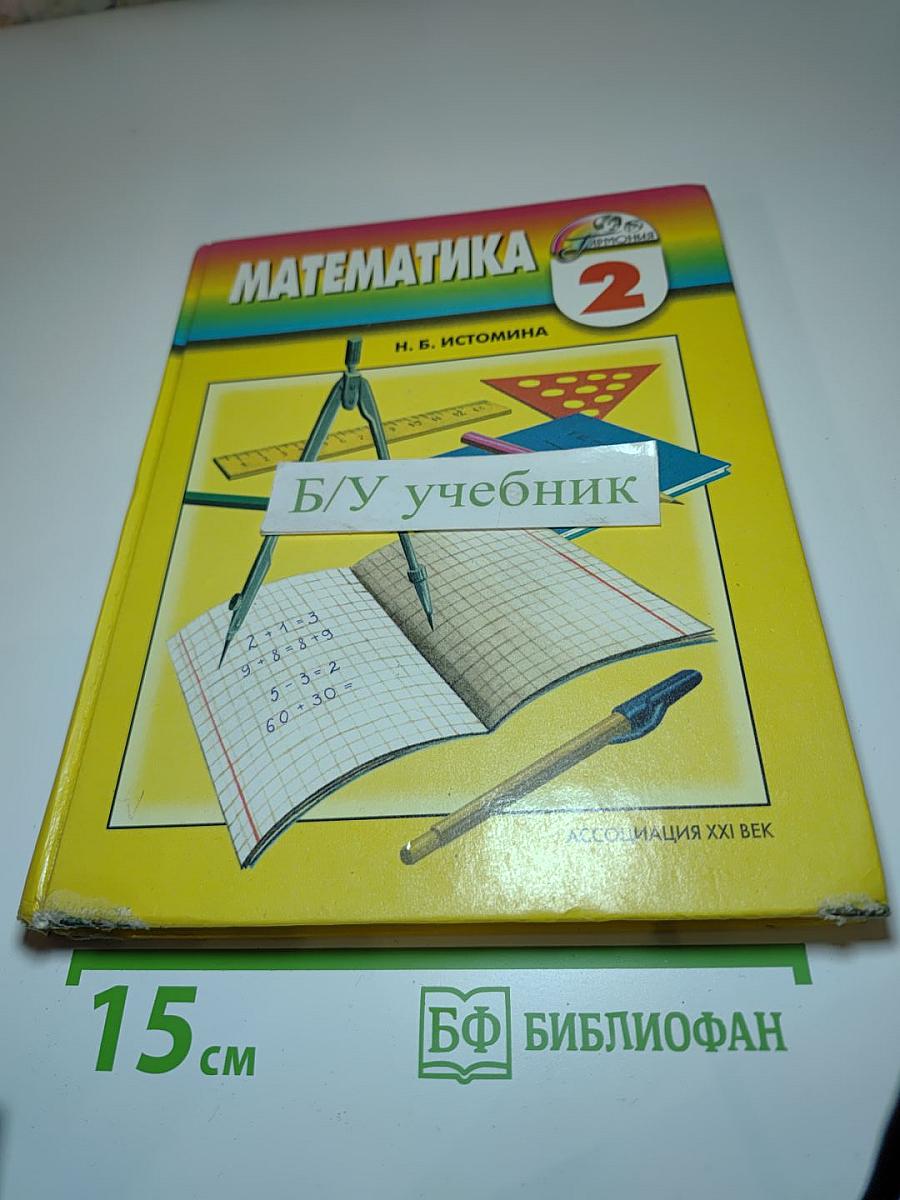 МАТЕМАТИКА
ГАРМОНИЯ
2
Н. Б. ИСТОМИНА
Б/У учебник
2 + 1 = 3
9 + 8 = 8 + 9
5 - 3 = 2
60 + 30 =
АССОЦИАЦИЯ XXI ВЕК
15 см
БФ БИБЛИОФАН